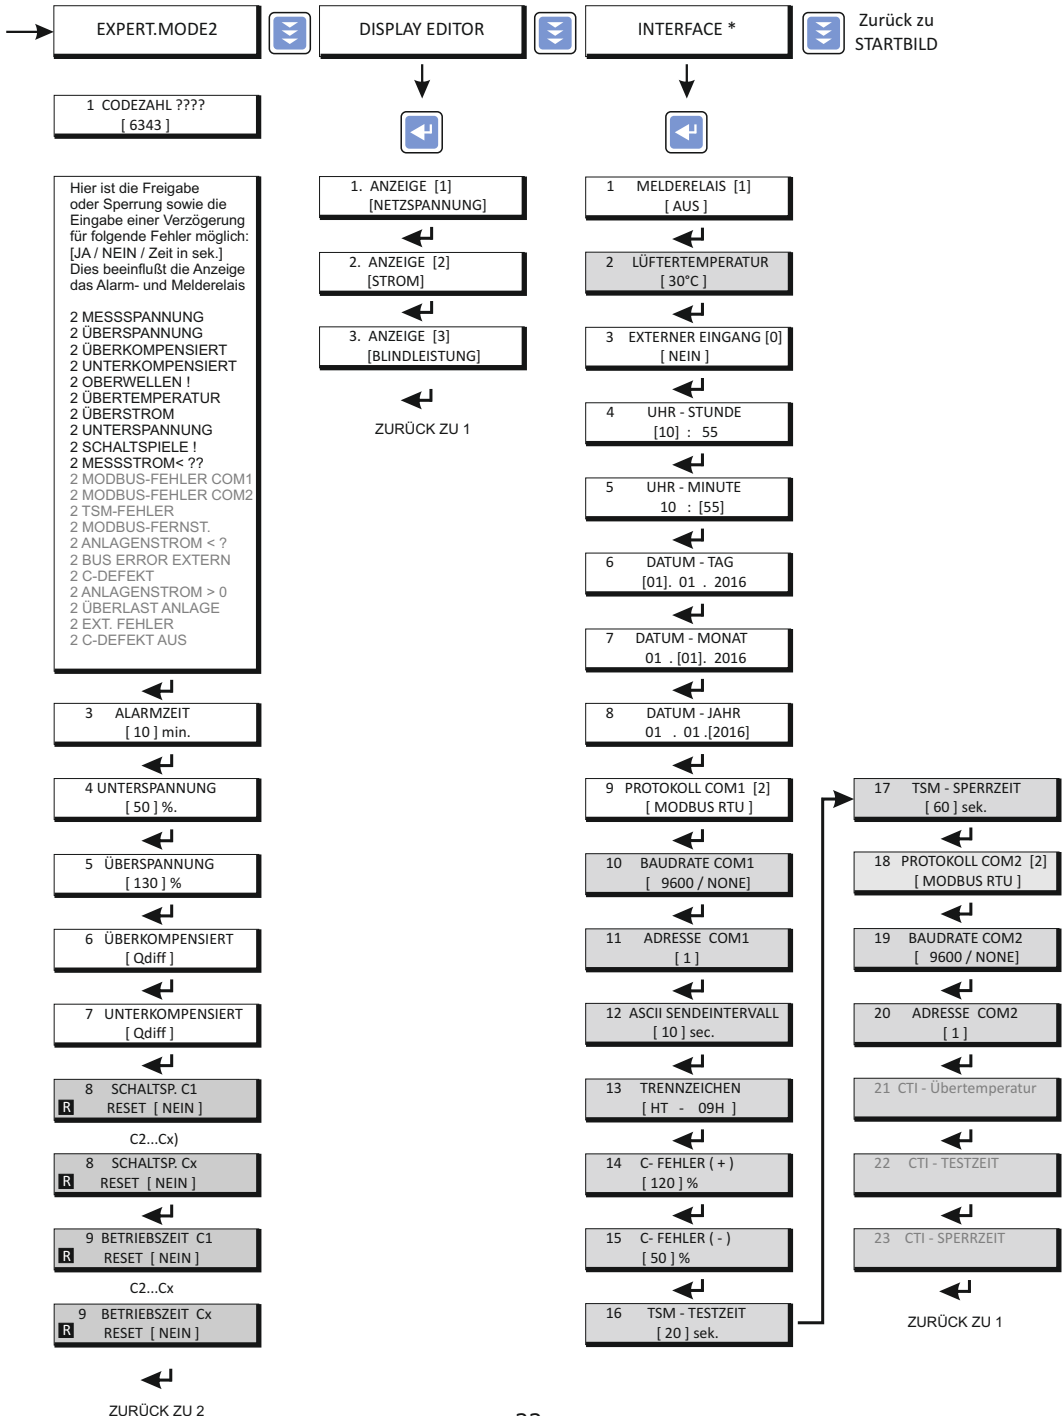 EXPERT.MODE2
DISPLAY EDITOR
INTERFACE *
Zurück zu
STARTBILD
1 CODEZAHL ????
[ 6343 ]
Hier ist die Freigabe
oder Sperrung sowie die
Eingabe einer Verzögerung
für folgende Fehler möglich:
[JA / NEIN / Zeit in sek.]
Dies beeinflußt die Anzeige
das Alarm- und Melderelais
2 MESSSPANNUNG
2 ÜBERSPANNUNG
2 ÜBERKOMPENSIERT
2 UNTERKOMPENSIERT
2 OBERWELLEN !
2 ÜBERTEMPERATUR
2 ÜBERSTROM
2 UNTERSPANNUNG
2 SCHALTSPIELE !
2 MESSSTROM< ??
2 MODBUS-FEHLER COM1
2 MODBUS-FEHLER COM2
2 TSM-FEHLER
2 MODBUS-FERNST.
2 ANLAGENSTROM < ?
2 BUS ERROR EXTERN
2 C-DEFEKT
2 ANLAGENSTROM > 0
2 ÜBERLAST ANLAGE
2 EXT. FEHLER
2 C-DEFEKT AUS
3 ALARMZEIT
[ 10 ] min.
4 UNTERSPANNUNG
[ 50 ] %.
5 ÜBERSPANNUNG
[ 130 ] %
6 ÜBERKOMPENSIERT
[ Qdiff ]
7 UNTERKOMPENSIERT
[ Qdiff ]
8 SCHALTSP. C1
R RESET [ NEIN ]
C2...Cx)
8 SCHALTSP. Cx
R RESET [ NEIN ]
9 BETRIEBSZEIT C1
R RESET [ NEIN ]
C2...Cx
9 BETRIEBSZEIT Cx
R RESET [ NEIN ]
ZURÜCK ZU 2
1. ANZEIGE [1]
[NETZSPANNUNG]
2. ANZEIGE [2]
[STROM]
3. ANZEIGE [3]
[BLINDLEISTUNG]
ZURÜCK ZU 1
1 MELDERELAIS [1]
[ AUS ]
2 LÜFTERTEMPERATUR
[ 30°C ]
3 EXTERNER EINGANG [0]
[ NEIN ]
4 UHR - STUNDE
[10] : 55
5 UHR - MINUTE
10 : [55]
6 DATUM - TAG
[01]. 01 . 2016
7 DATUM - MONAT
01 . [01]. 2016
8 DATUM - JAHR
01 . 01 .[2016]
9 PROTOKOLL COM1 [2]
[ MODBUS RTU ]
10 BAUDRATE COM1
[ 9600 / NONE]
11 ADRESSE COM1
[ 1 ]
12 ASCII SENDEINTERVALL
[ 10 ] sec.
13 TRENNZEICHEN
[ HT - 09H ]
14 C- FEHLER ( + )
[ 120 ] %
15 C- FEHLER ( - )
[ 50 ] %
16 TSM - TESTZEIT
[ 20 ] sek.
17 TSM - SPERRZEIT
[ 60 ] sek.
18 PROTOKOLL COM2 [2]
[ MODBUS RTU ]
19 BAUDRATE COM2
[ 9600 / NONE]
20 ADRESSE COM2
[ 1 ]
21 CTI - Übertemperatur
22 CTI - TESTZEIT
23 CTI - SPERRZEIT
ZURÜCK ZU 1